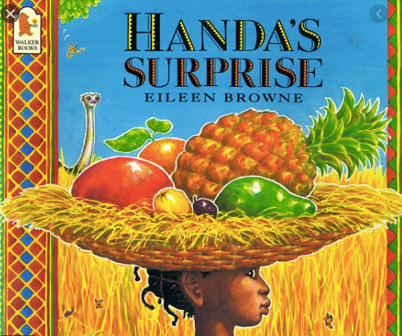 WALKER
BOOKS
HANDA'S
SURPRISE
EILEEN BROWNE